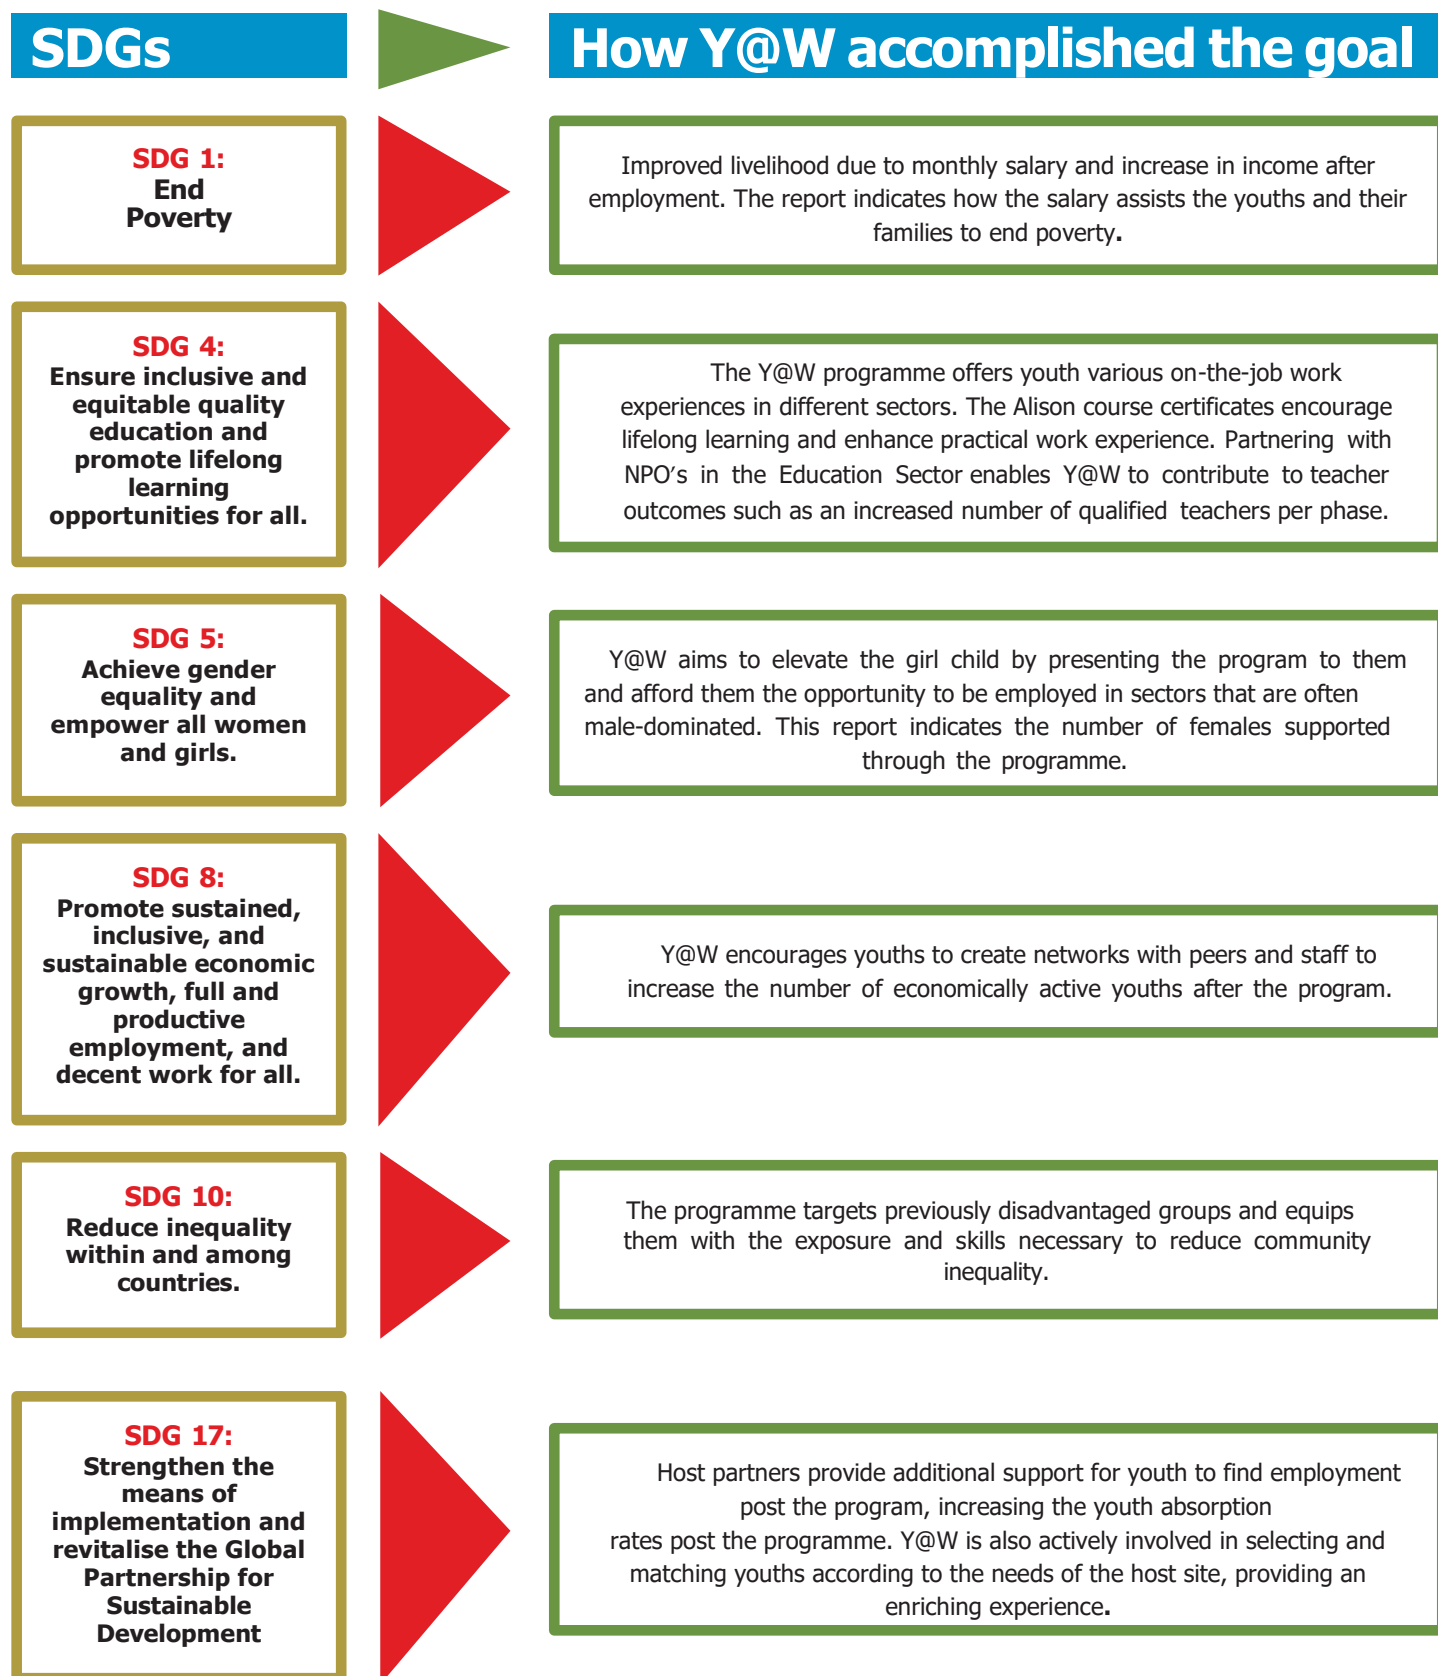 SDGs
How Y@W accomplished the goal
SDG 1:
End
Poverty
Improved livelihood due to monthly salary and increase in income after
employment. The report indicates how the salary assists the youths and their
families to end poverty.
SDG 4:
Ensure inclusive and
equitable quality
education and
promote lifelong
learning
opportunities for all.
The Y@W programme offers youth various on-the-job work
experiences in different sectors. The Alison course certificates encourage
lifelong learning and enhance practical work experience. Partnering with
NPO's in the Education Sector enables Y@W to contribute to teacher
outcomes such as an increased number of qualified teachers per phase.
SDG 5:
Achieve gender
equality and
empower all women
and girls.
Y@W aims to elevate the girl child by presenting the program to them
and afford them the opportunity to be employed in sectors that are often
male-dominated. This report indicates the number of females supported
through the programme.
SDG 8:
Promote sustained,
inclusive, and
sustainable economic
growth, full and
productive
employment, and
decent work for all.
Y@W encourages youths to create networks with peers and staff to
increase the number of economically active youths after the program.
SDG 10:
Reduce inequality
within and among
countries.
The programme targets previously disadvantaged groups and equips
them with the exposure and skills necessary to reduce community
inequality.
SDG 17:
Strengthen the
means of
implementation and
revitalise the Global
Partnership for
Sustainable
Development
Host partners provide additional support for youth to find employment
post the program, increasing the youth absorption
rates post the programme. Y@W is also actively involved in selecting and
matching youths according to the needs of the host site, providing an
enriching experience.